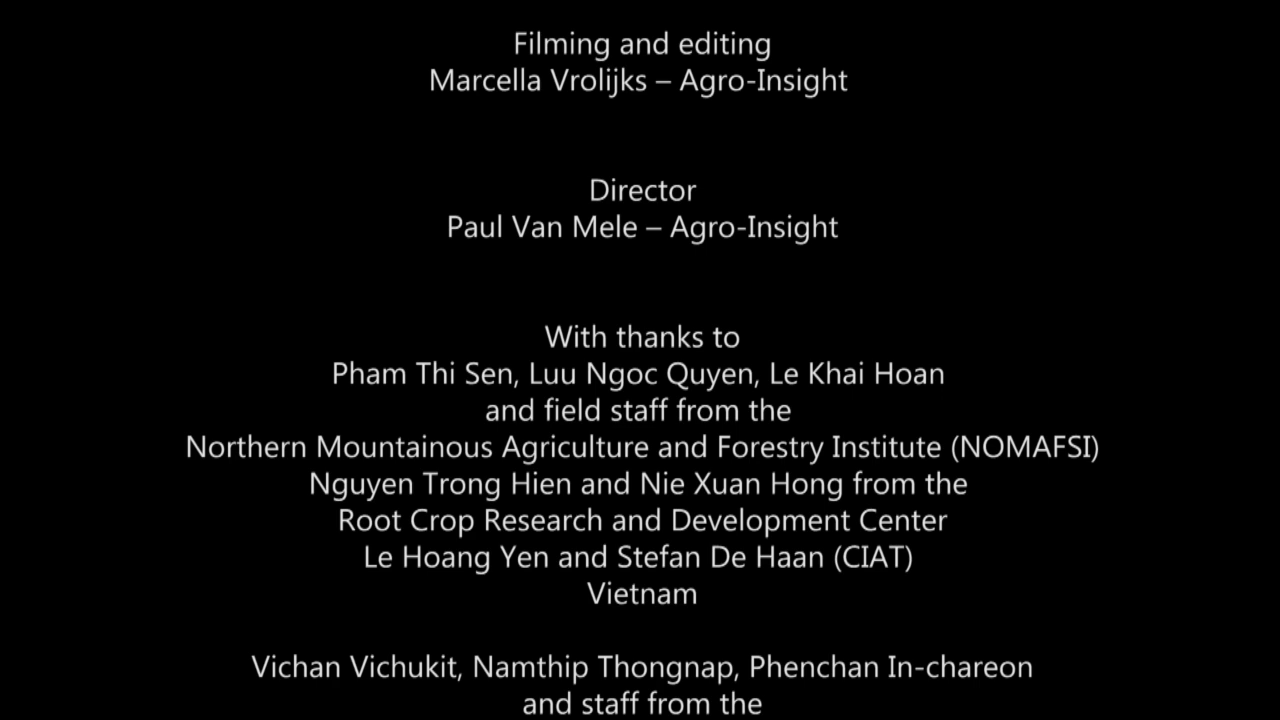 Filming and editing
Marcella Vrolijks – Agro-Insight
Director
Paul Van Mele – Agro-Insight
With thanks to
Pham Thi Sen, Luu Ngoc Quyen, Le Khai Hoan
and field staff from the
Northern Mountainous Agriculture and Forestry Institute (NOMAFSI)
Nguyen Trong Hien and Nie Xuan Hong from the
Root Crop Research and Development Center
Le Hoang Yen and Stefan De Haan (CIAT)
Vietnam
Vichan Vichukit, Namthip Thongnap, Phenchan In-chareon
and staff from the